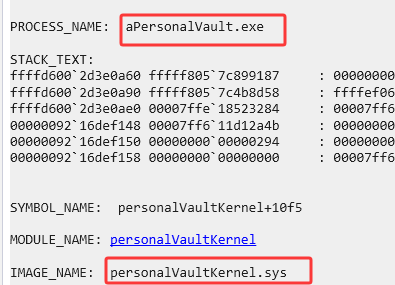 PROCESS_NAME: aPersonalVault.exe
STACK_TEXT:
ffffd600`2d3e0a60 fffff805`7c899187 : 00000000
ffffd600`2d3e0a90 fffff805`7c4b8d58 : ffffef06
ffffd600`2d3e0ae0 00007ffe`18523284 : 00007ff6
00000092`16def148 00007ff6`11d12a4b : 00000000
00000092`16def150 00000000`00000294 : 00000000
00000092`16def158 00000000`00000000 : 00007ff6
SYMBOL_NAME: personalVaultKernel+10f5
MODULE_NAME: personalVaultKernel
IMAGE_NAME: personalVaultKernel.sys